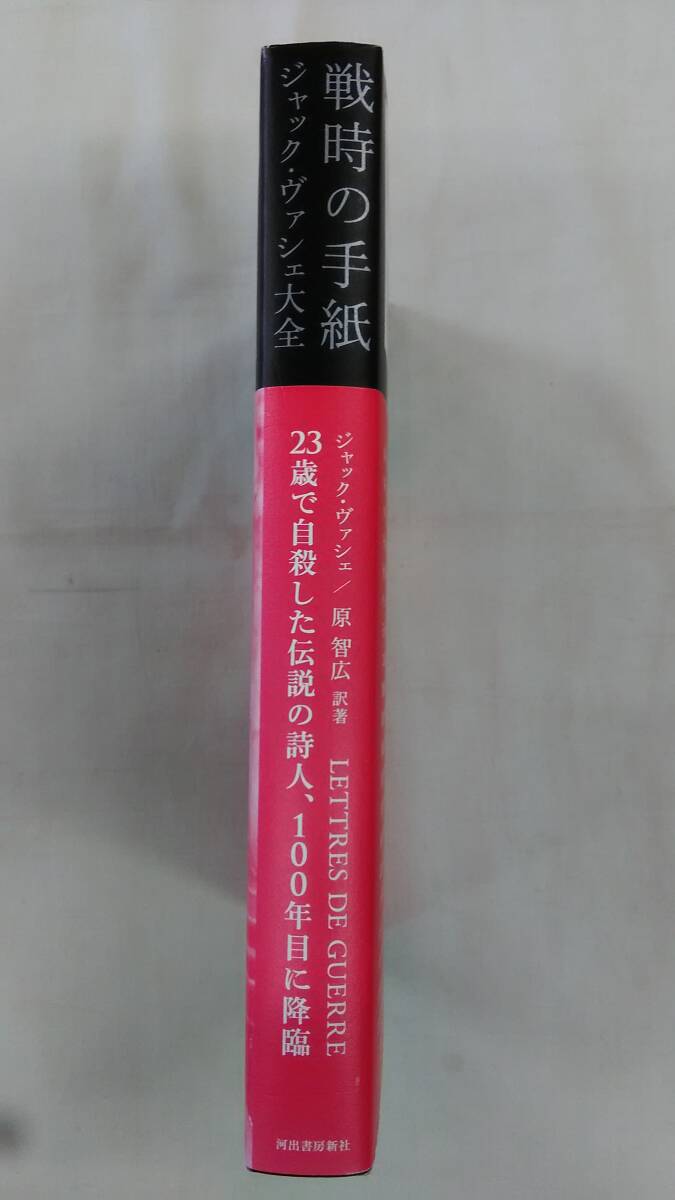 戦時の手紙
ジャック・ヴァシェ大全
ジャック・ヴァシェ/原 智広 訳著 LETTRES DE GUERRE
23歳で自殺した伝説の詩人、100年目に降臨
河出書房新社